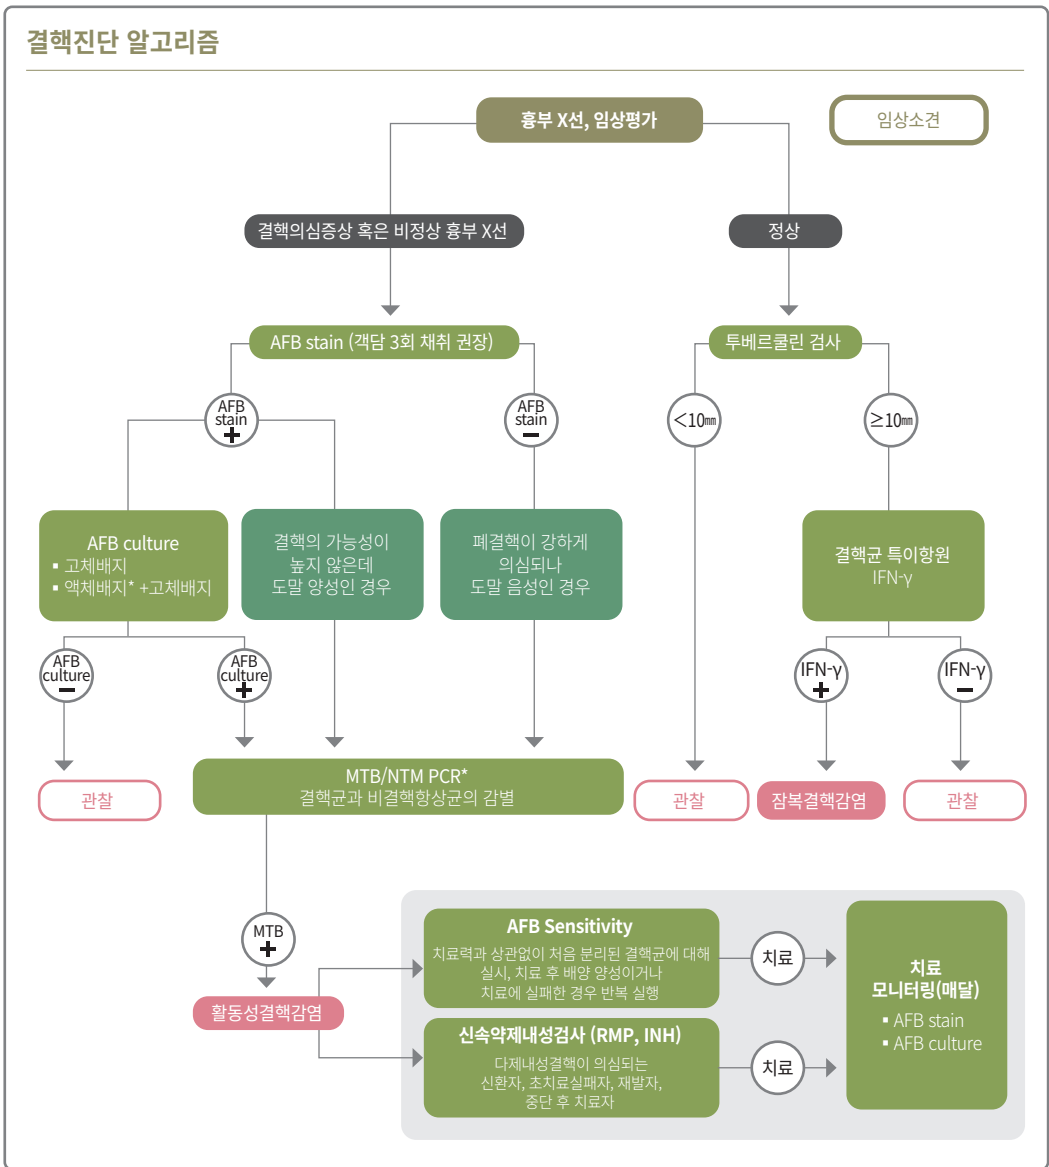 결핵진단 알고리즘
흉부 X선, 임상평가
임상소견
결핵의심증상 혹은 비정상 흉부 X선
정상
AFB stain (객담 3회 채취 권장)
투베르쿨린 검사
AFB
stain
+
AFB
stain
−
<10㎜
≥10㎜
AFB culture
▪ 고체배지
▪ 액체배지* +고체배지
결핵의 가능성이
높지 않은데
도말 양성인 경우
폐결핵이 강하게
의심되나
도말 음성인 경우
결핵균 특이항원
IFN-γ
AFB
culture
−
AFB
culture
+
IFN-γ
+
IFN-γ
−
관찰
MTB/NTM PCR*
결핵균과 비결핵항상균의 감별
관찰
잠복결핵감염
관찰
MTB
+
활동성결핵감염
AFB Sensitivity
치료력과 상관없이 처음 분리된 결핵균에 대해
실시, 치료 후 배양 양성이거나
치료에 실패한 경우 반복 실행
치료
신속약제내성검사 (RMP, INH)
다제내성결핵이 의심되는
신환자, 초치료실패자, 재발자,
중단 후 치료자
치료
치료
모니터링(매달)
▪ AFB stain
▪ AFB culture